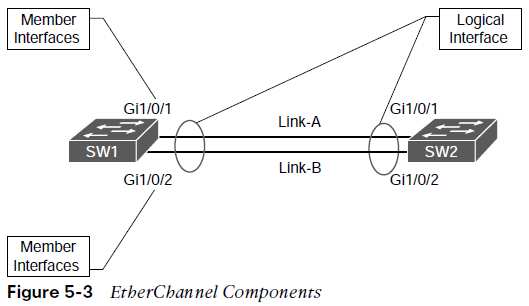 Member
Interfaces
Logical
Interface
Gi1/0/1
Link-A
Gi1/0/1
SW1
SW2
Link-B
Gi1/0/2
Gi1/0/2
Member
Interfaces
Figure 5-3 EtherChannel Components